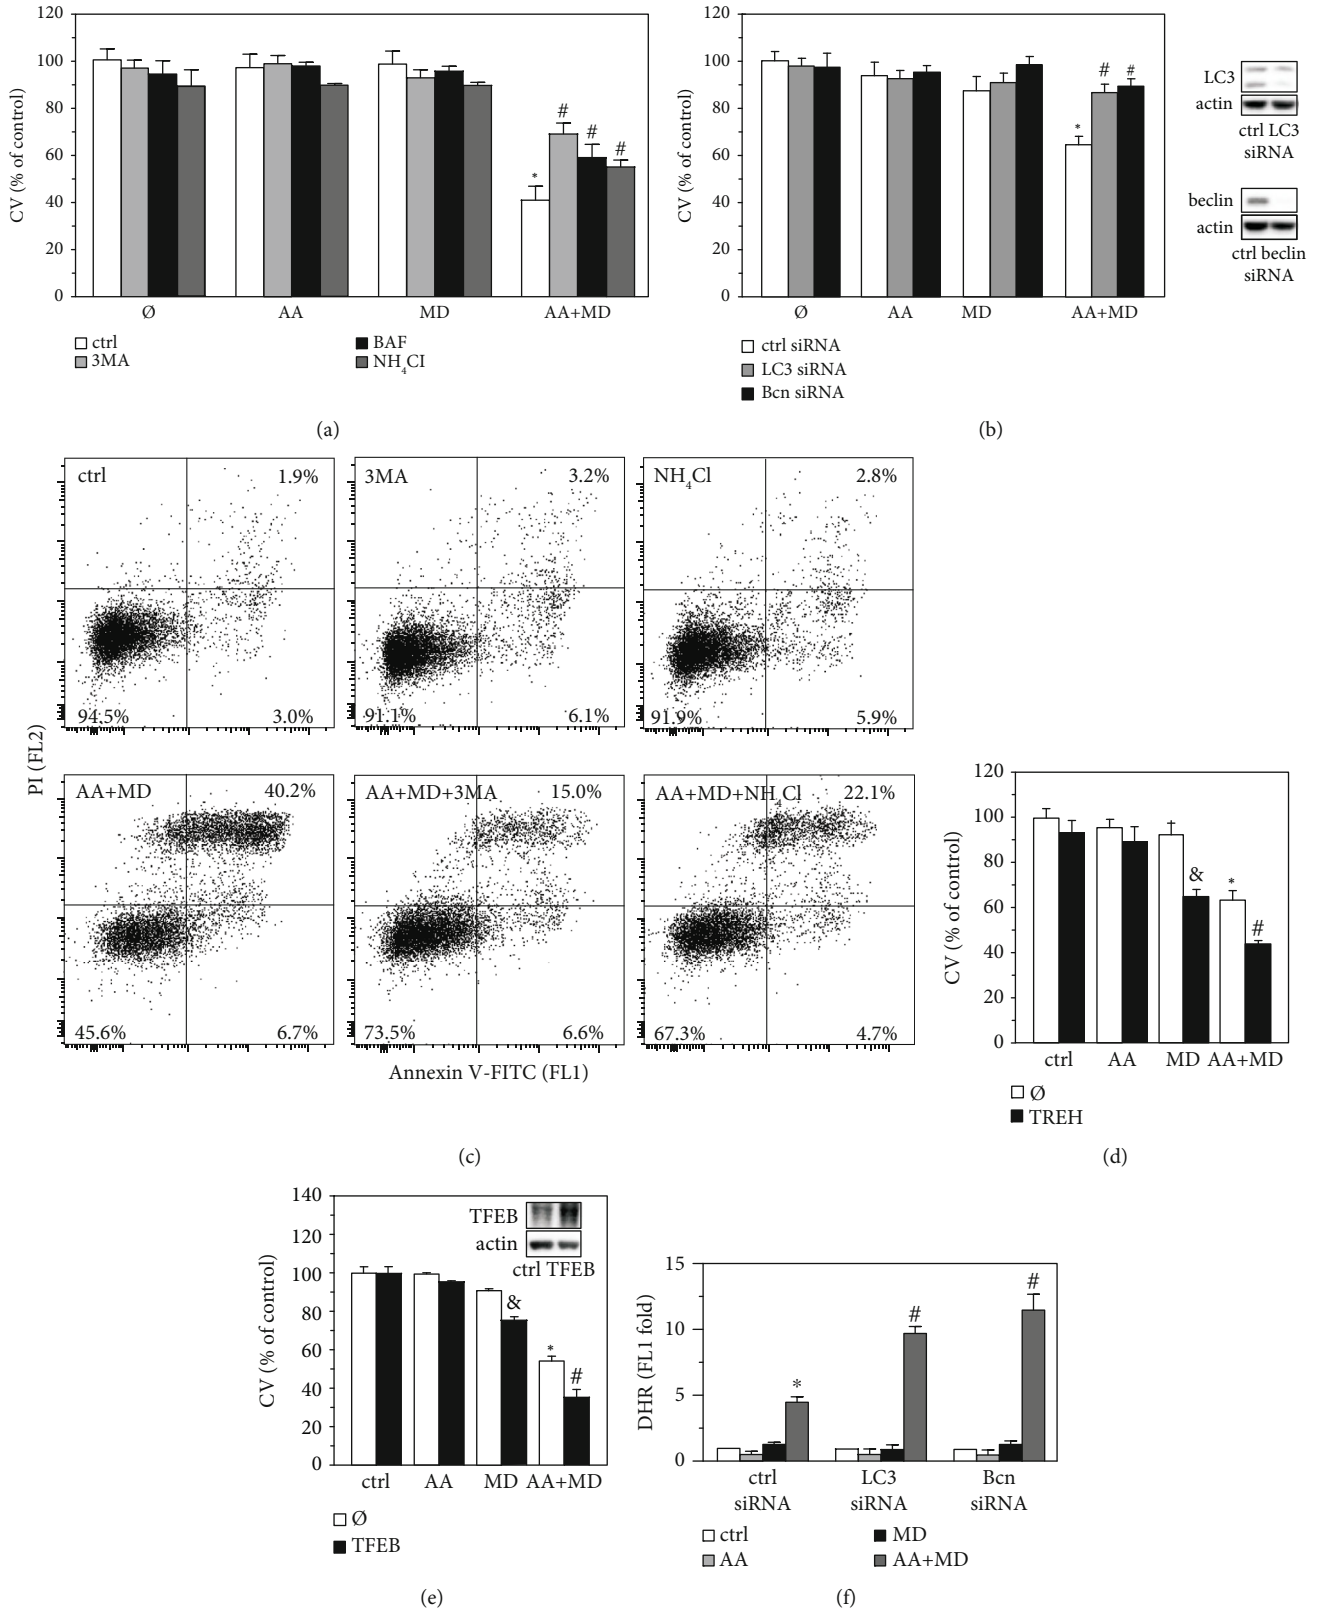 120
100
80
60
40
20
0
CV (% of control)
*
#
#
#
Ø AA MD AA+MD
ctrl
3MA
BAF
NH4Cl
(a)
120
100
80
60
40
20
0
CV (% of control)
*
#
#
Ø AA MD AA+MD
ctrl siRNA
LC3 siRNA
Bcn siRNA
LC3
actin
ctrl LC3
siRNA
beclin
actin
ctrl beclin
siRNA
(b)
PI (FL2)
ctrl 1.9%
94.5% 3.0%
3MA 3.2%
91.1% 6.1%
NH4Cl 2.8%
91.9% 5.9%
AA+MD 40.2%
45.6% 6.7%
AA+MD+3MA 15.0%
73.5% 6.6%
AA+MD+NH4Cl 22.1%
67.3% 4.7%
Annexin V-FITC (FL1)
(c)
120
100
80
60
40
20
0
CV (% of control)
&
*
#
ctrl AA MD AA+MD
Ø
TREH
(d)
140
120
100
80
60
40
20
0
CV (% of control)
TFEB
actin
ctrl TFEB
&
*
#
ctrl AA MD AA+MD
Ø
TFEB
(e)
15
10
5
0
DHR (FL1 fold)
*
#
#
ctrl
siRNA
LC3
siRNA
Bcn
siRNA
ctrl
AA
MD
AA+MD
(f)